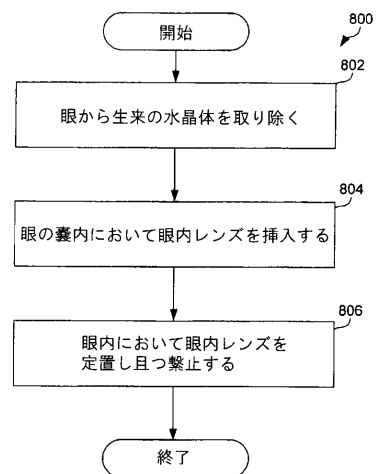 開始
800
802
眼から生来の水晶体を取り除く
804
眼の嚢内において眼内レンズを挿入する
806
眼内において眼内レンズを
定置し且つ繋止する
終了